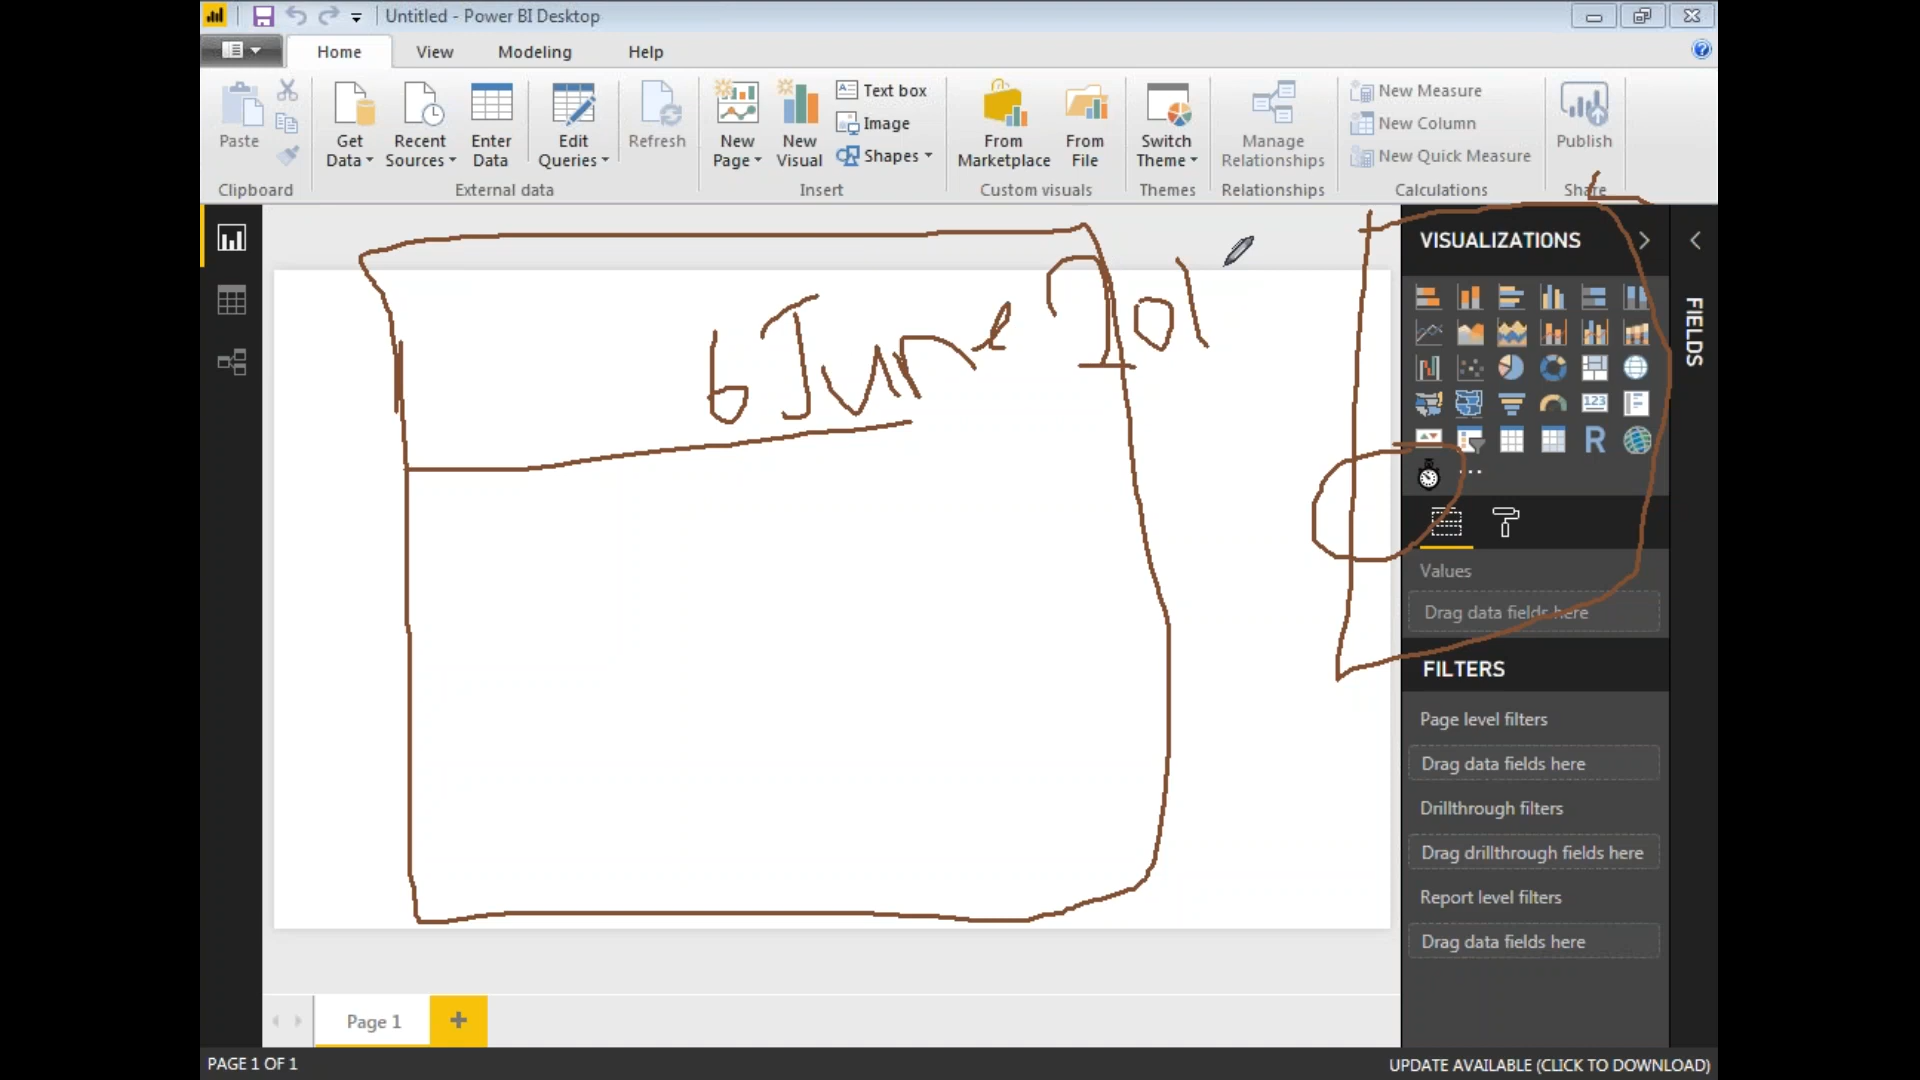 Untitled - Power BI Desktop
Home View Modeling Help
Paste
Get Data
Recent Sources
Enter Data
Edit Queries
Refresh
New Page
New Visual
Text box
Image
Shapes
From Marketplace
From File
Switch Theme
Manage Relationships
New Measure
New Column
New Quick Measure
Publish
Clipboard External data Insert Custom visuals Themes Relationships Calculations Share
VISUALIZATIONS
FIELDS
6 June 201
123
R
Values
Drag data fields here
FILTERS
Page level filters
Drag data fields here
Drillthrough filters
Drag drillthrough fields here
Report level filters
Drag data fields here
Page 1
PAGE 1 OF 1
UPDATE AVAILABLE (CLICK TO DOWNLOAD)